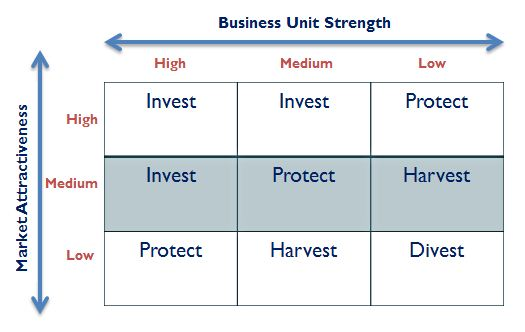 Business Unit Strength
High Medium Low
Market Attractiveness
High Invest Invest Protect
Medium Invest Protect Harvest
Low Protect Harvest Divest